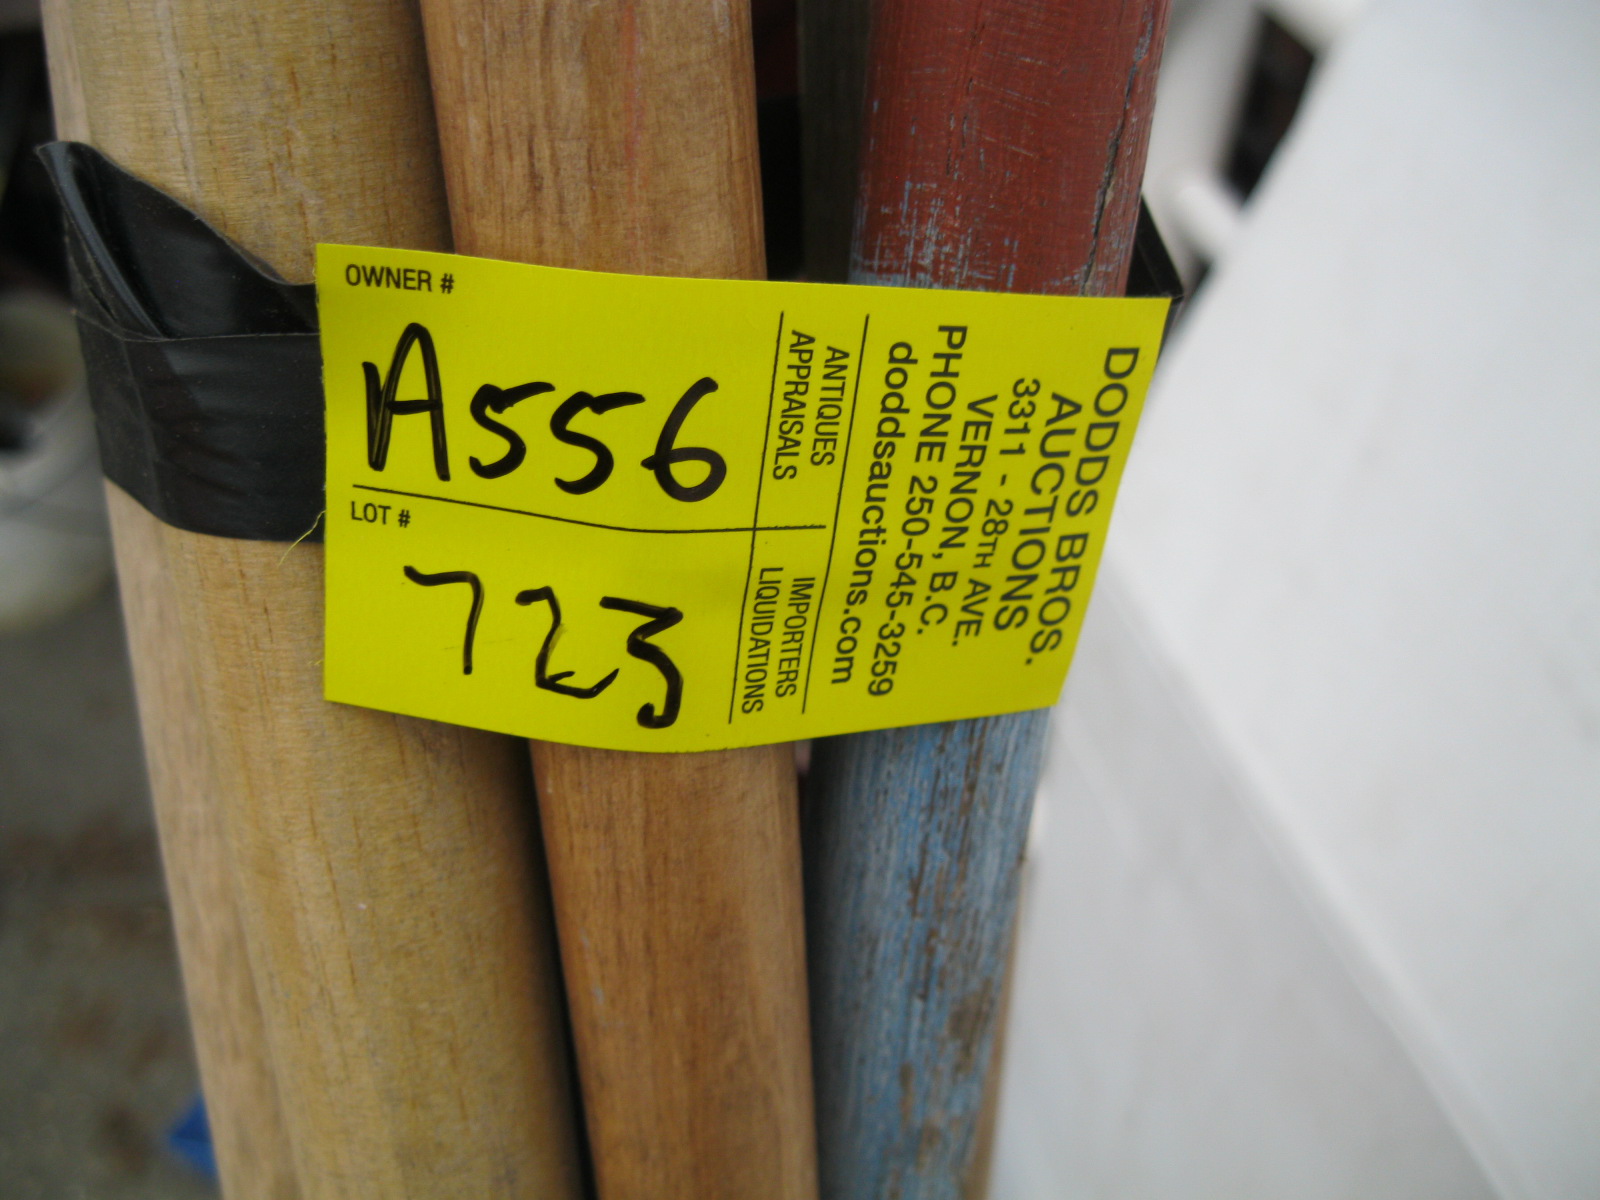 OWNER #
A556
LOT #
723
ANTIQUES
APPRAISALS
IMPORTERS
LIQUIDATIONS
DODDS BROS.
AUCTIONS
3311 - 28TH AVE.
VERNON, B.C.
PHONE 250-545-3259
doddsauctions.com